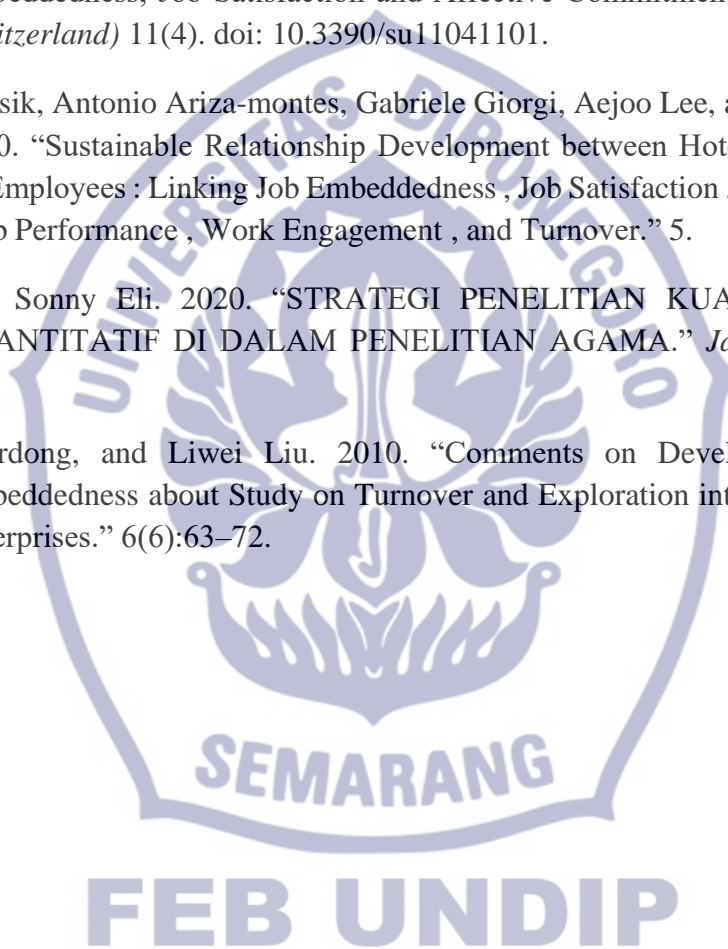 beddedness, Job Satisfaction and Affective Commitment
itzerland) 11(4). doi: 10.3390/su11041101.
sik, Antonio Ariza-montes, Gabriele Giorgi, Aejoo Lee, a
0. “Sustainable Relationship Development between Hote
Employees : Linking Job Embeddedness , Job Satisfaction
b Performance , Work Engagement , and Turnover.” 5.
Sonny Eli. 2020. “STRATEGI PENELITIAN KUA
ANTITATIF DI DALAM PENELITIAN AGAMA.” Ja
rdong, and Liwei Liu. 2010. “Comments on Devel
beddedness about Study on Turnover and Exploration int
erprises.” 6(6):63–72.
UNIVERSITAS DIPONEGORO
SEMARANG
FEB UNDIP